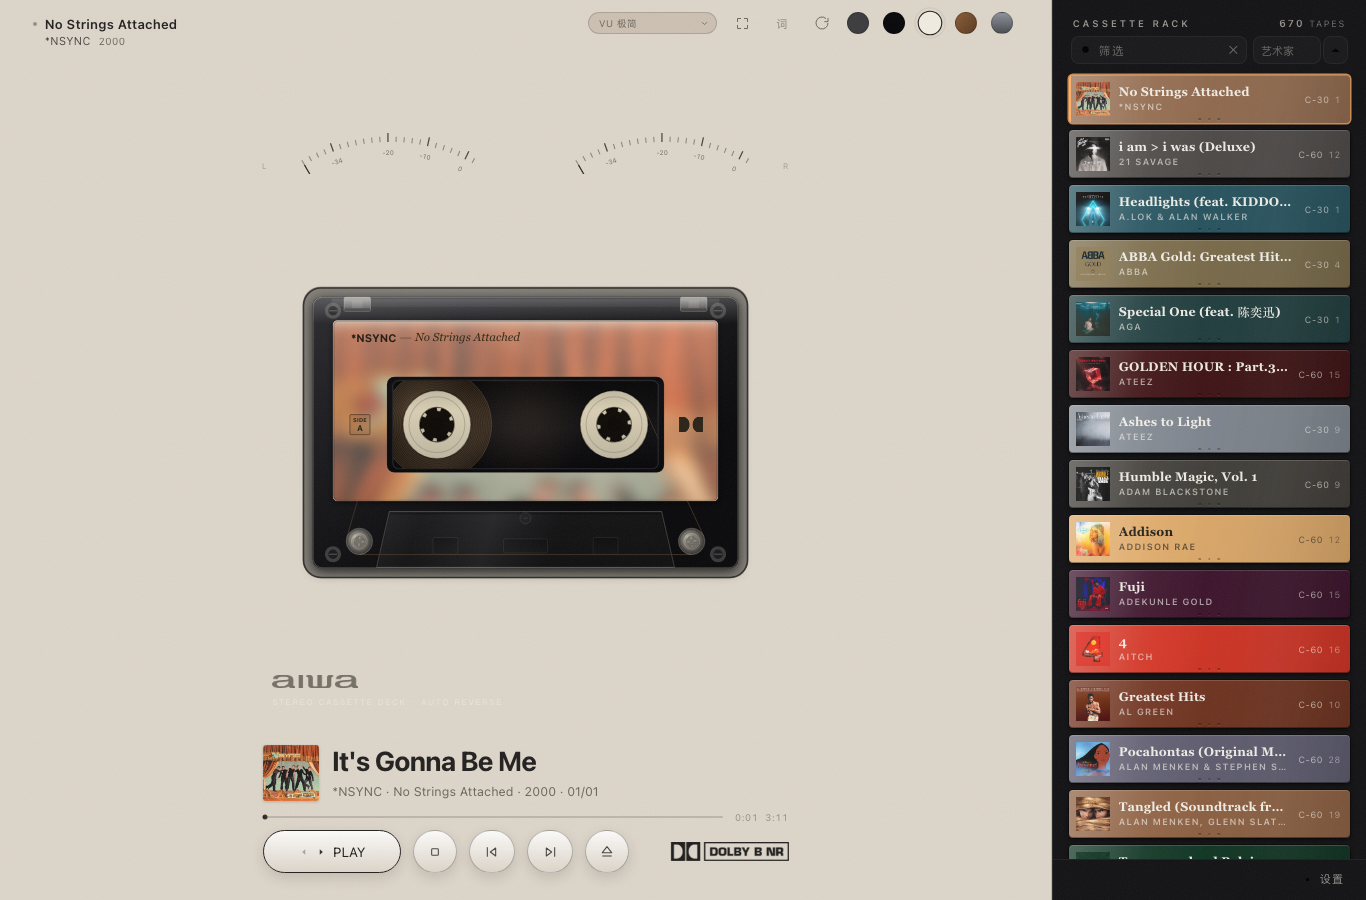 No Strings Attached
*NSYNC 2000
VU 极简
词
L
-34
-20
-10
0
-34
-20
-10
0
R
*NSYNC — No Strings Attached
SIDE
A
aiwa
STEREO CASSETTE DECK · AUTO REVERSE
It's Gonna Be Me
*NSYNC · No Strings Attached · 2000 · 01/01
0:01 3:11
PLAY
DOLBY B NR
CASSETTE RACK
670 TAPES
筛选
艺术家
No Strings Attached
*NSYNC
C-30 1
i am > i was (Deluxe)
21 SAVAGE
C-60 12
Headlights (feat. KIDDO...
A.LOK & ALAN WALKER
C-30 1
ABBA Gold: Greatest Hit...
ABBA
C-30 4
Special One (feat. 陈奕迅)
AGA
C-30 1
GOLDEN HOUR : Part.3...
ATEEZ
C-60 15
Ashes to Light
ATEEZ
C-30 9
Humble Magic, Vol. 1
ADAM BLACKSTONE
C-60 9
Addison
ADDISON RAE
C-60 12
Fuji
ADEKUNLE GOLD
C-60 15
4
AITCH
C-60 16
Greatest Hits
AL GREEN
C-60 10
Pocahontas (Original M...
ALAN MENKEN & STEPHEN S...
C-60 28
Tangled (Soundtrack fr...
ALAN MENKEN, GLENN SLAT...
C-60 19
设置